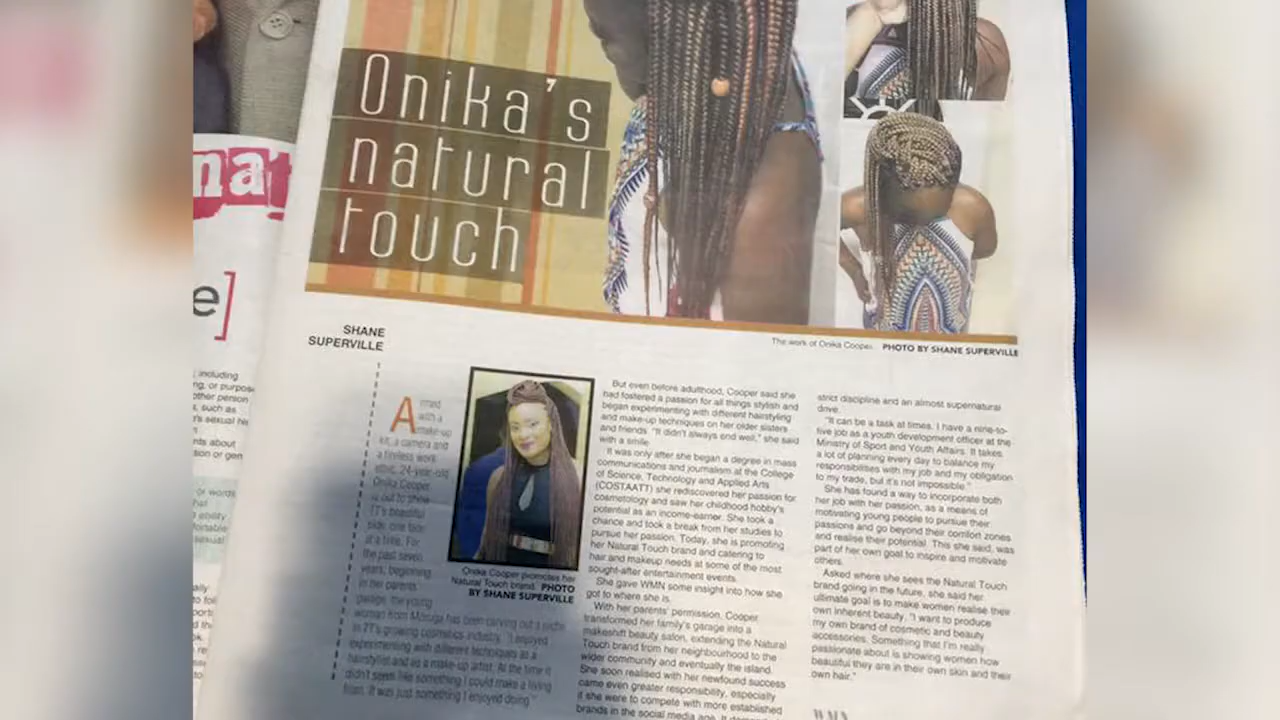 Onika's
natural
touch
The work of Onika Cooper. PHOTO BY SHANE SUPERVILLE
SHANE
SUPERVILLE
Armed
with a
make-up
kit, a camera and
a tireless work
ethic, 24-year-old
Onika Cooper
is out to show
TT's beautiful
side, one face
at a time. For
the past seven
years, beginning
in her parents'
garage, the young
woman from Moruga has been carving out a niche
in TT's growing cosmetics industry. "I enjoyed
experimenting with different techniques as a
hairstylist and as a make-up artist. At the time it
didn't seem like something I could make a living
from. It was just something I enjoyed doing."
Onika Cooper promotes her
Natural Touch brand. PHOTO
BY SHANE SUPERVILLE
But even before adulthood, Cooper said she
had fostered a passion for all things stylish and
began experimenting with different hairstyling
and make-up techniques on her older sisters
and friends. "It didn't always end well," she said
with a smile.
It was only after she began a degree in mass
communications and journalism at the College
of Science, Technology and Applied Arts
(COSTAATT) she rediscovered her passion for
cosmetology and saw her childhood hobby's
potential as an income-earner. She took a
chance and took a break from her studies to
pursue her passion. Today, she is promoting
her Natural Touch brand and catering to
hair and makeup needs at some of the most
sought-after entertainment events.
She gave WMN some insight into how she
got to where she is.
With her parents' permission, Cooper
transformed her family's garage into a
makeshift beauty salon, extending the Natural
Touch brand from her neighbourhood to the
wider community and eventually the island.
She soon realised with her newfound success
came even greater responsibility, especially
if she were to compete with more established
brands in the social media age. It
strict discipline and an almost supernatural
drive.
"It can be a task at times. I have a nine-to-
five job as a youth development officer at the
Ministry of Sport and Youth Affairs. It takes
a lot of planning every day to balance my
responsibilities with my job and my obligation
to my trade, but it's not impossible."
She has found a way to incorporate both
her job with her passion, as a means of
motivating young people to pursue their
passions and go beyond their comfort zones
and realise their potential. This she said, was
part of her own goal to inspire and motivate
others.
Asked where she sees the Natural Touch
brand going in the future, she said her
ultimate goal is to make women realise their
own inherent beauty. "I want to produce
my own brand of cosmetic and beauty
accessories. Something that I'm really
passionate about is showing women how
beautiful they are in their own skin and their
own hair."
WMN
nat
e]
including
or purpose
other person
such as
sexual
about
or
or words